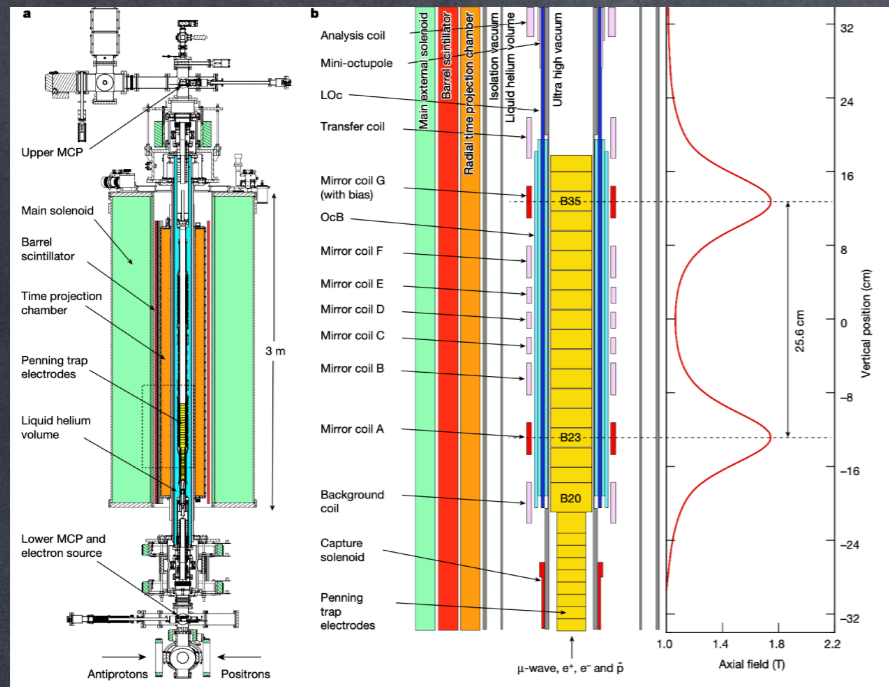 a
Upper MCP
Main solenoid
Barrel
scintillator
Time projection
chamber
Penning trap
electrodes
Liquid helium
volume
Lower MCP and
electron source
3 m
Antiprotons
Positrons
b
Analysis coil
Mini-octupole
LOc
Transfer coil
Mirror coil G
(with bias)
OcB
Mirror coil F
Mirror coil E
Mirror coil D
Mirror coil C
Mirror coil B
Mirror coil A
Background
coil
Capture
solenoid
Penning
trap
electrodes
Main external solenoid
Barrel scintillator
Radial time projection chamber
Isolation vacuum
Liquid helium volume
Ultra high vacuum
B35
B23
B20
μ-wave, e⁺, e⁻ and p̄
25.6 cm
32
24
16
8
0
-8
-16
-24
-32
Vertical position (cm)
1.0
1.4
1.8
2.2
Axial field (T)